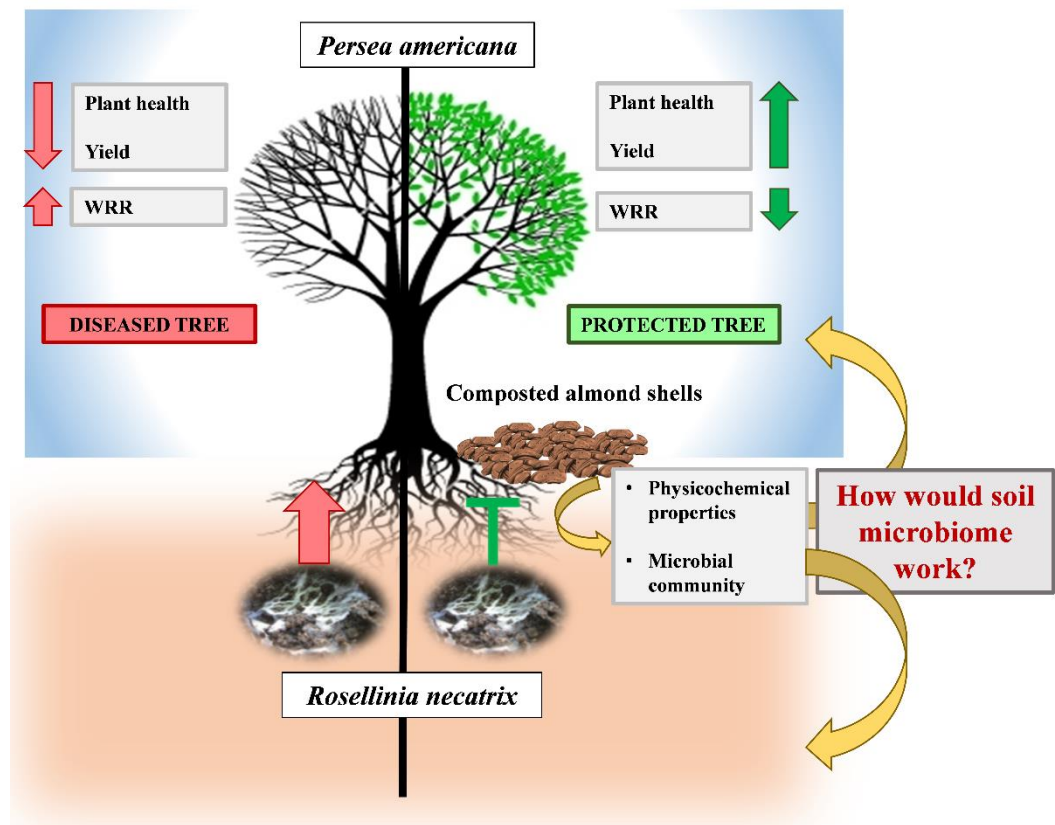 Persea americana
Plant health
Yield
WRR
Plant health
Yield
WRR
DISEASED TREE
PROTECTED TREE
Composted almond shells
• Physicochemical
properties
• Microbial
community
How would soil
microbiome
work?
Rosellinia necatrix